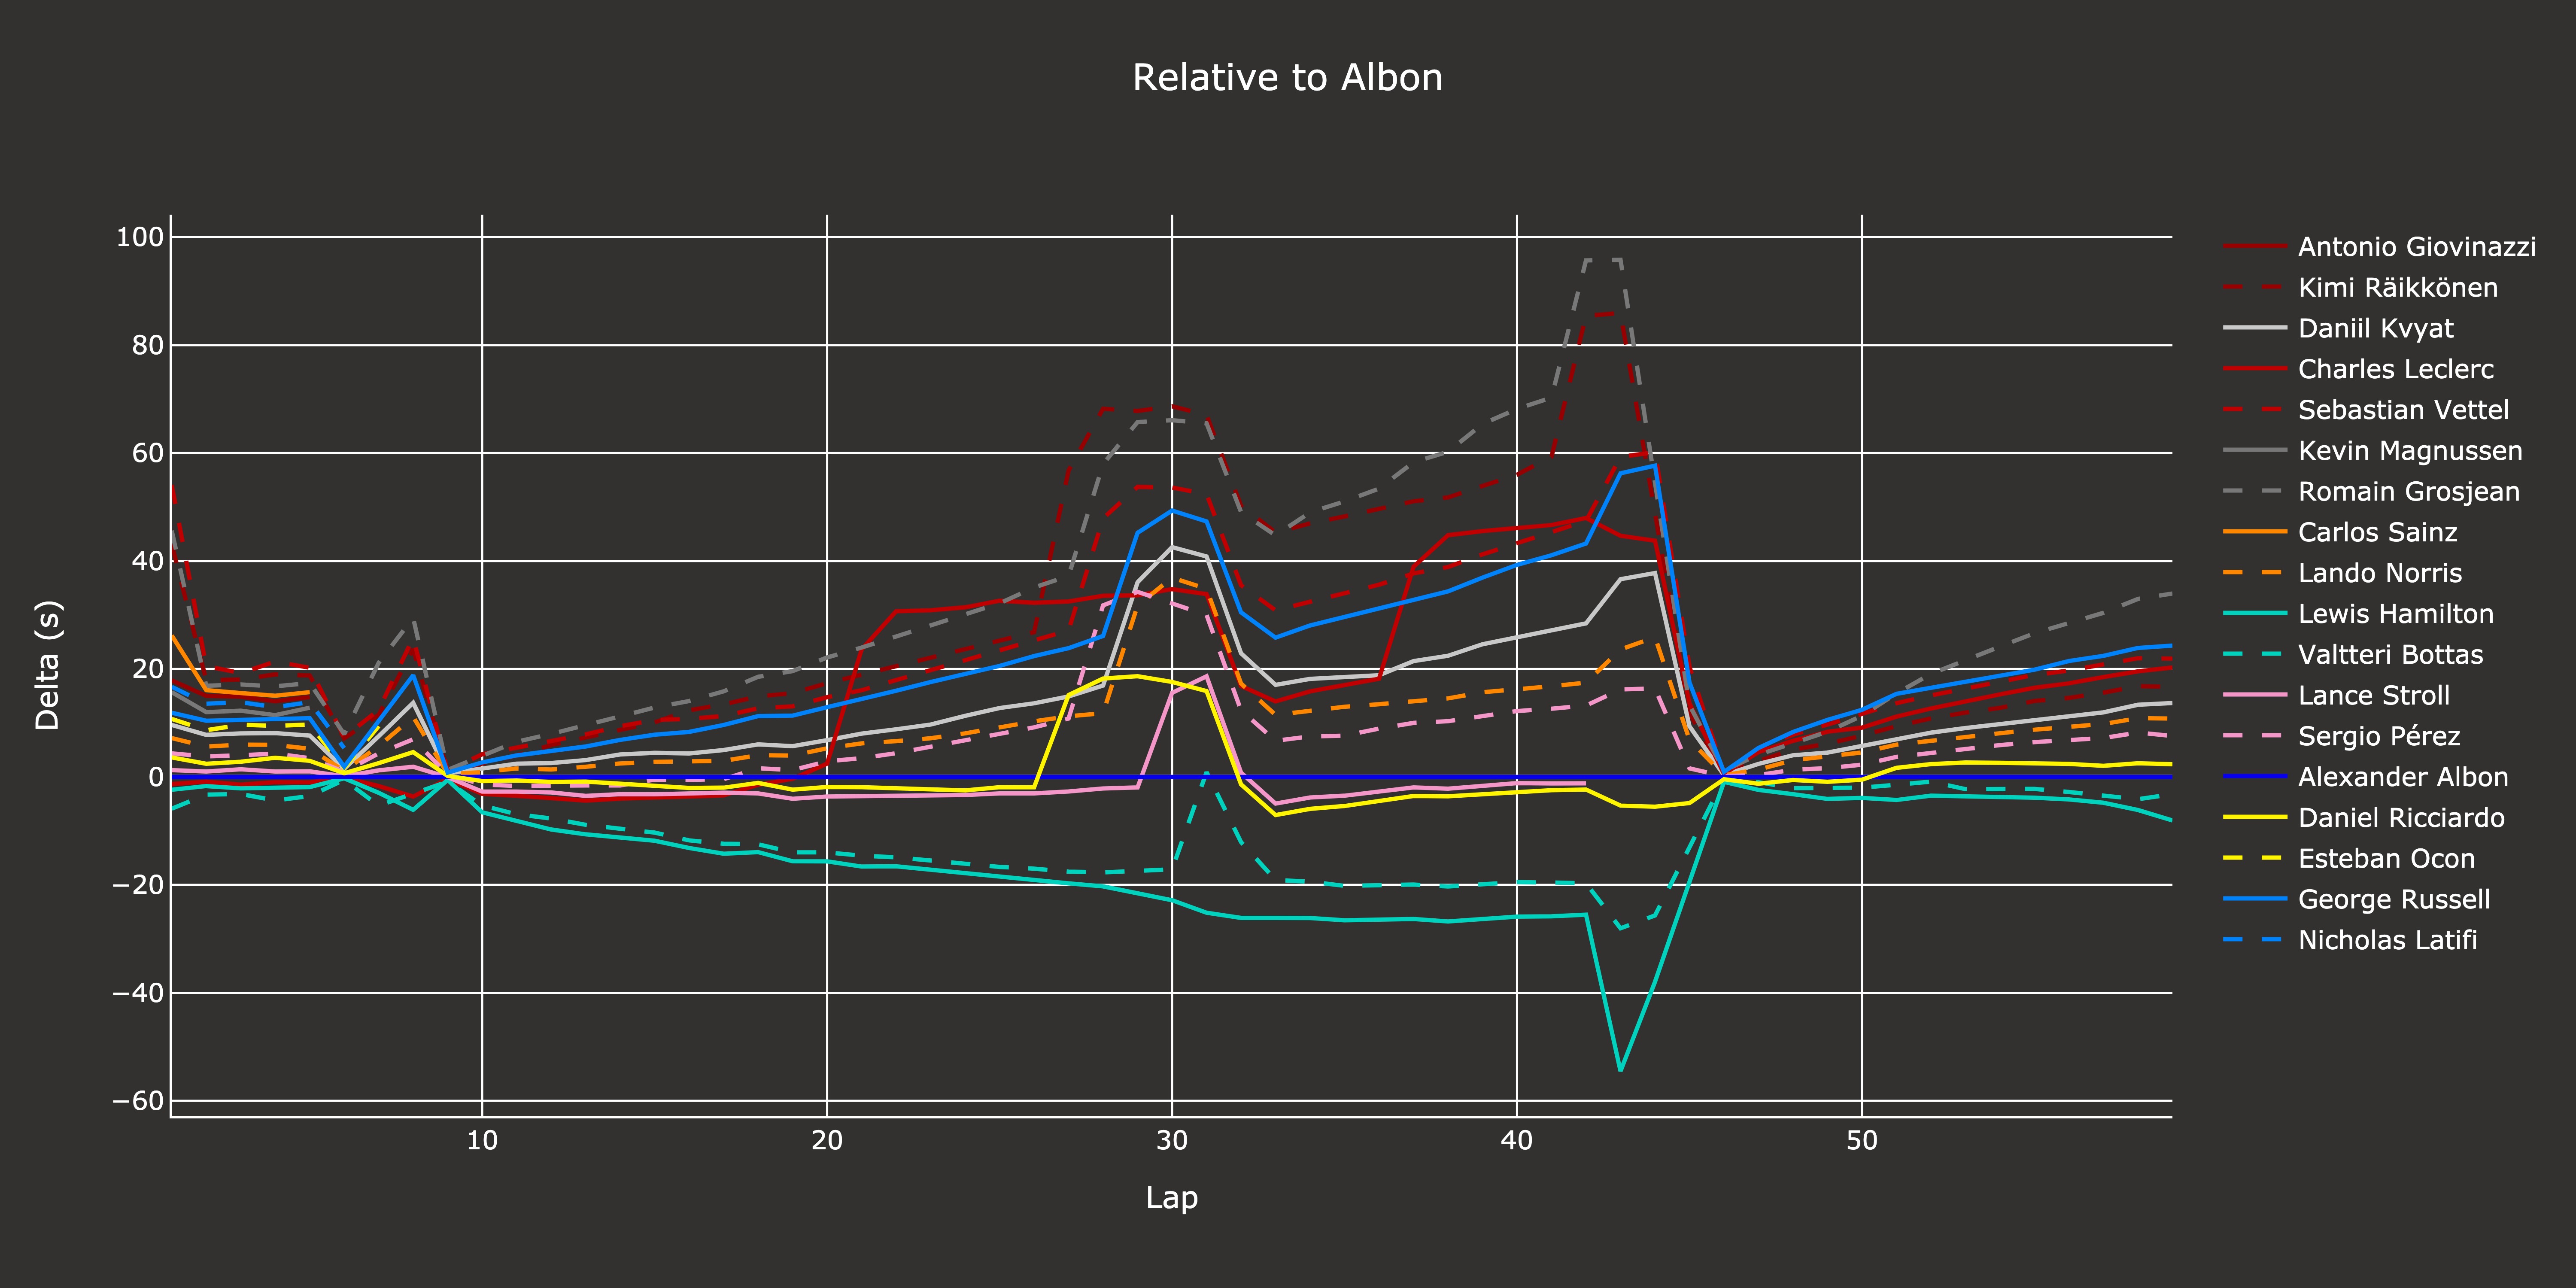 Relative to Albon
Delta (s)
100
80
60
40
20
0
−20
−40
−60
10
20
30
40
50
Lap
Antonio Giovinazzi
Kimi Räikkönen
Daniil Kvyat
Charles Leclerc
Sebastian Vettel
Kevin Magnussen
Romain Grosjean
Carlos Sainz
Lando Norris
Lewis Hamilton
Valtteri Bottas
Lance Stroll
Sergio Pérez
Alexander Albon
Daniel Ricciardo
Esteban Ocon
George Russell
Nicholas Latifi